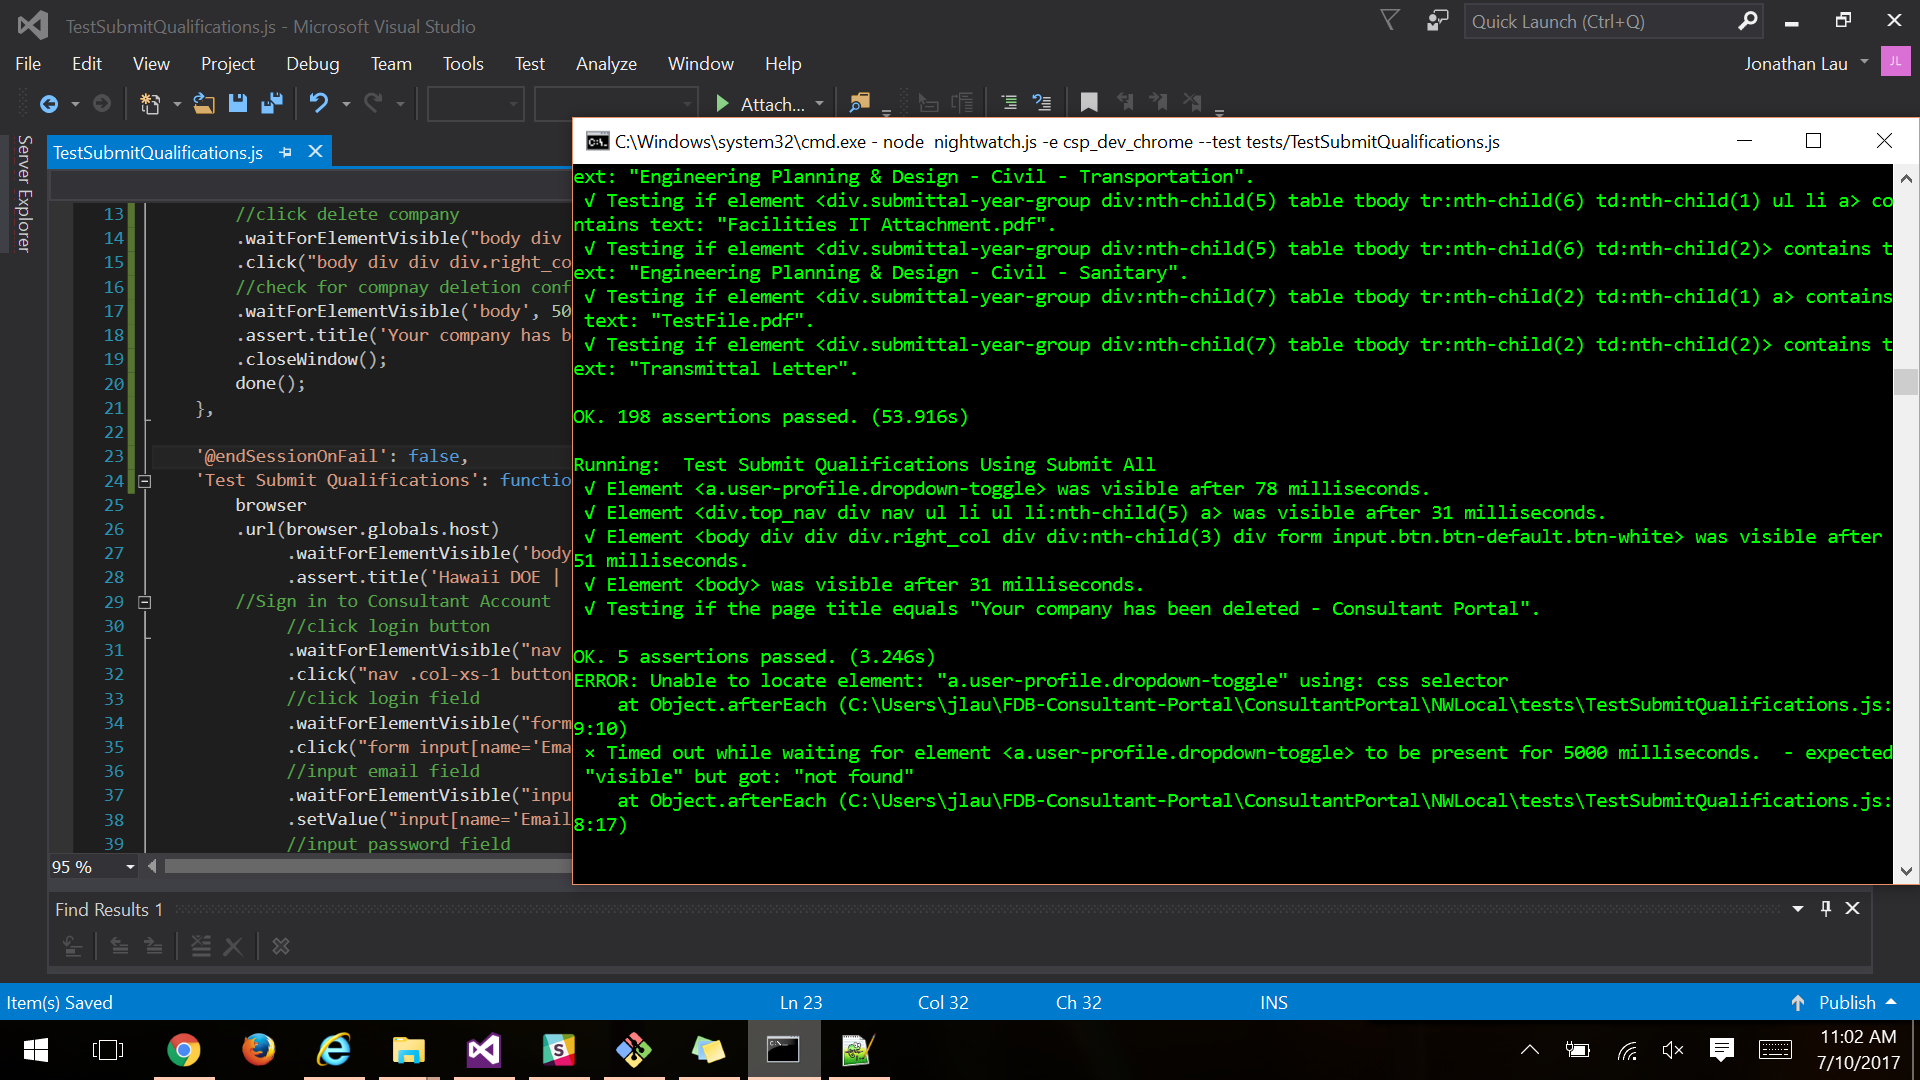 TestSubmitQualifications.js - Microsoft Visual Studio
Quick Launch (Ctrl+Q)
File Edit View Project Debug Team Tools Test Analyze Window Help
Jonathan Lau JL
Attach...
Server Explorer
TestSubmitQualifications.js
13 //click delete company
14 .waitForElementVisible("body div
15 .click("body div div div.right_co
16 //check for compnay deletion conf
17 .waitForElementVisible('body', 50
18 .assert.title('Your company has b
19 .closeWindow();
20 done();
21 },
22
23 '@endSessionOnFail': false,
24 'Test Submit Qualifications': functio
25 browser
26 .url(browser.globals.host)
27 .waitForElementVisible('body
28 .assert.title('Hawaii DOE |
29 //Sign in to Consultant Account
30 //click login button
31 .waitForElementVisible("nav
32 .click("nav .col-xs-1 button
33 //click login field
34 .waitForElementVisible("form
35 .click("form input[name='Ema
36 //input email field
37 .waitForElementVisible("inpu
38 .setValue("input[name='Email
39 //input password field
95 %
C:\Windows\system32\cmd.exe - node  nightwatch.js -e csp_dev_chrome --test tests/TestSubmitQualifications.js
ext: "Engineering Planning & Design - Civil - Transportation".
√ Testing if element <div.submittal-year-group div:nth-child(5) table tbody tr:nth-child(6) td:nth-child(1) ul li a> co
ntains text: "Facilities IT Attachment.pdf".
√ Testing if element <div.submittal-year-group div:nth-child(5) table tbody tr:nth-child(6) td:nth-child(2)> contains t
ext: "Engineering Planning & Design - Civil - Sanitary".
√ Testing if element <div.submittal-year-group div:nth-child(7) table tbody tr:nth-child(2) td:nth-child(1) a> contains
text: "TestFile.pdf".
√ Testing if element <div.submittal-year-group div:nth-child(7) table tbody tr:nth-child(2) td:nth-child(2)> contains t
ext: "Transmittal Letter".
OK. 198 assertions passed. (53.916s)
Running:  Test Submit Qualifications Using Submit All
√ Element <a.user-profile.dropdown-toggle> was visible after 78 milliseconds.
√ Element <div.top_nav div nav ul li ul li:nth-child(5) a> was visible after 31 milliseconds.
√ Element <body div div div.right_col div div:nth-child(3) div form input.btn.btn-default.btn-white> was visible after
51 milliseconds.
√ Element <body> was visible after 31 milliseconds.
√ Testing if the page title equals "Your company has been deleted - Consultant Portal".
OK. 5 assertions passed. (3.246s)
ERROR: Unable to locate element: "a.user-profile.dropdown-toggle" using: css selector
at Object.afterEach (C:\Users\jlau\FDB-Consultant-Portal\ConsultantPortal\NWLocal\tests\TestSubmitQualifications.js:
9:10)
× Timed out while waiting for element <a.user-profile.dropdown-toggle> to be present for 5000 milliseconds.  - expected
"visible" but got: "not found"
at Object.afterEach (C:\Users\jlau\FDB-Consultant-Portal\ConsultantPortal\NWLocal\tests\TestSubmitQualifications.js:
8:17)
Find Results 1
Item(s) Saved Ln 23 Col 32 Ch 32 INS Publish
11:02 AM
7/10/2017